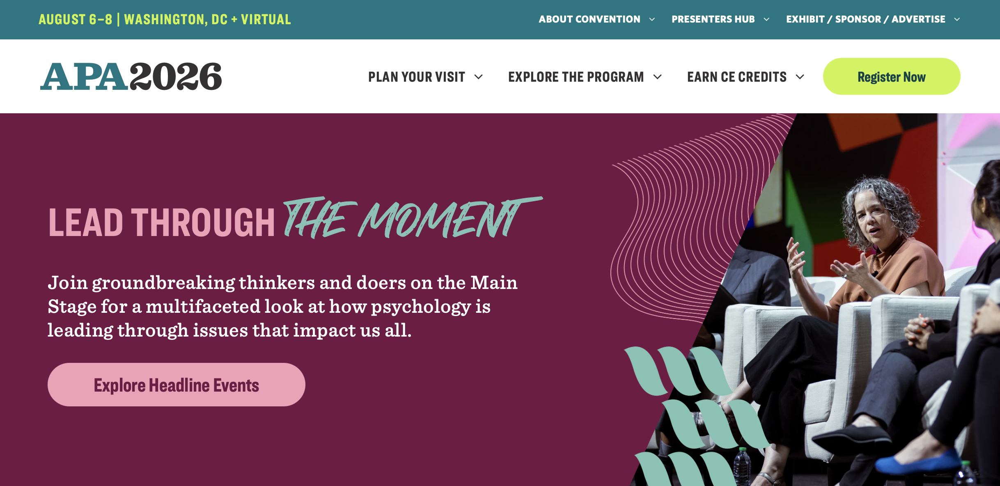 AUGUST 6–8 | WASHINGTON, DC + VIRTUAL
ABOUT CONVENTION
PRESENTERS HUB
EXHIBIT / SPONSOR / ADVERTISE
APA2026
PLAN YOUR VISIT
EXPLORE THE PROGRAM
EARN CE CREDITS
Register Now
LEAD THROUGH THE MOMENT
Join groundbreaking thinkers and doers on the Main
Stage for a multifaceted look at how psychology is
leading through issues that impact us all.
Explore Headline Events